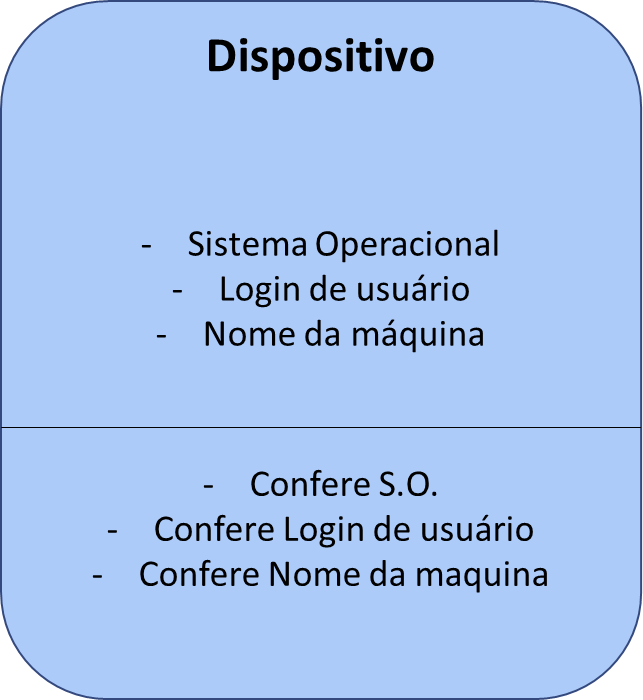 Dispositivo
- Sistema Operacional
- Login de usuário
- Nome da máquina
- Confere S.O.
- Confere Login de usuário
- Confere Nome da maquina